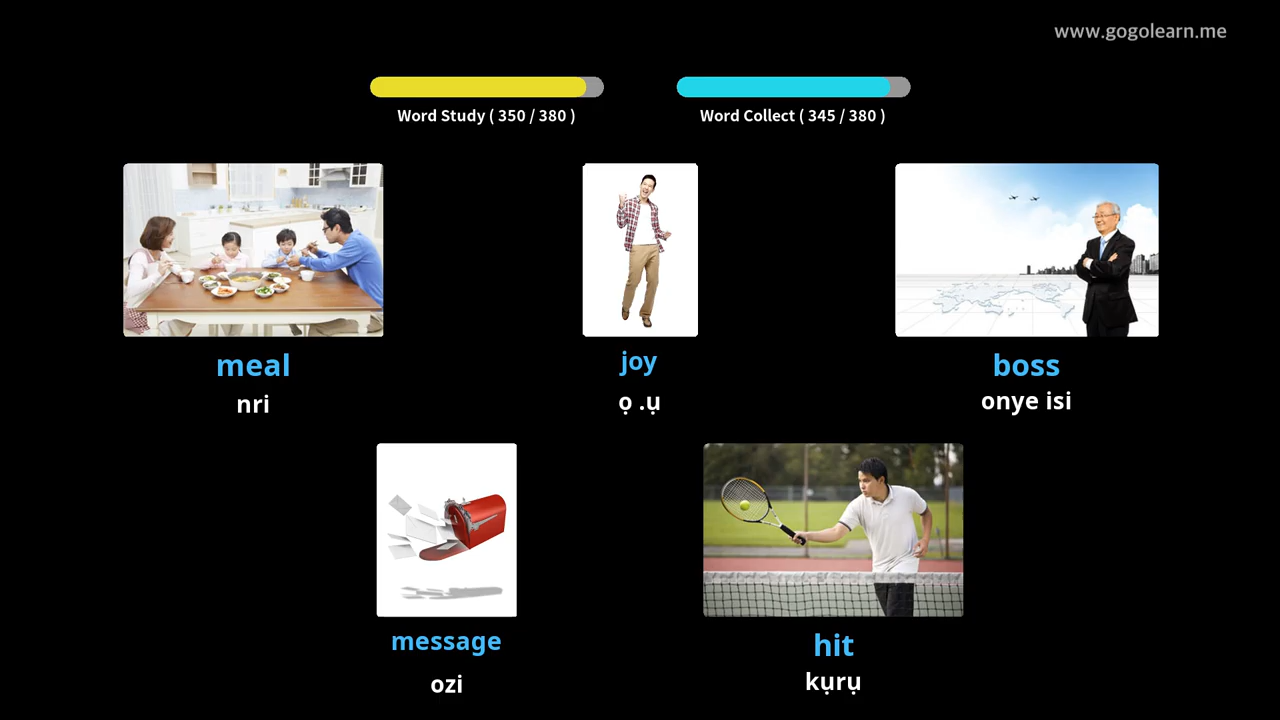 www.gogolearn.me
Word Study ( 350 / 380 )
Word Collect ( 345 / 380 )
meal
nri
joy
ọ .ụ
boss
onye isi
message
ozi
hit
kụrụ